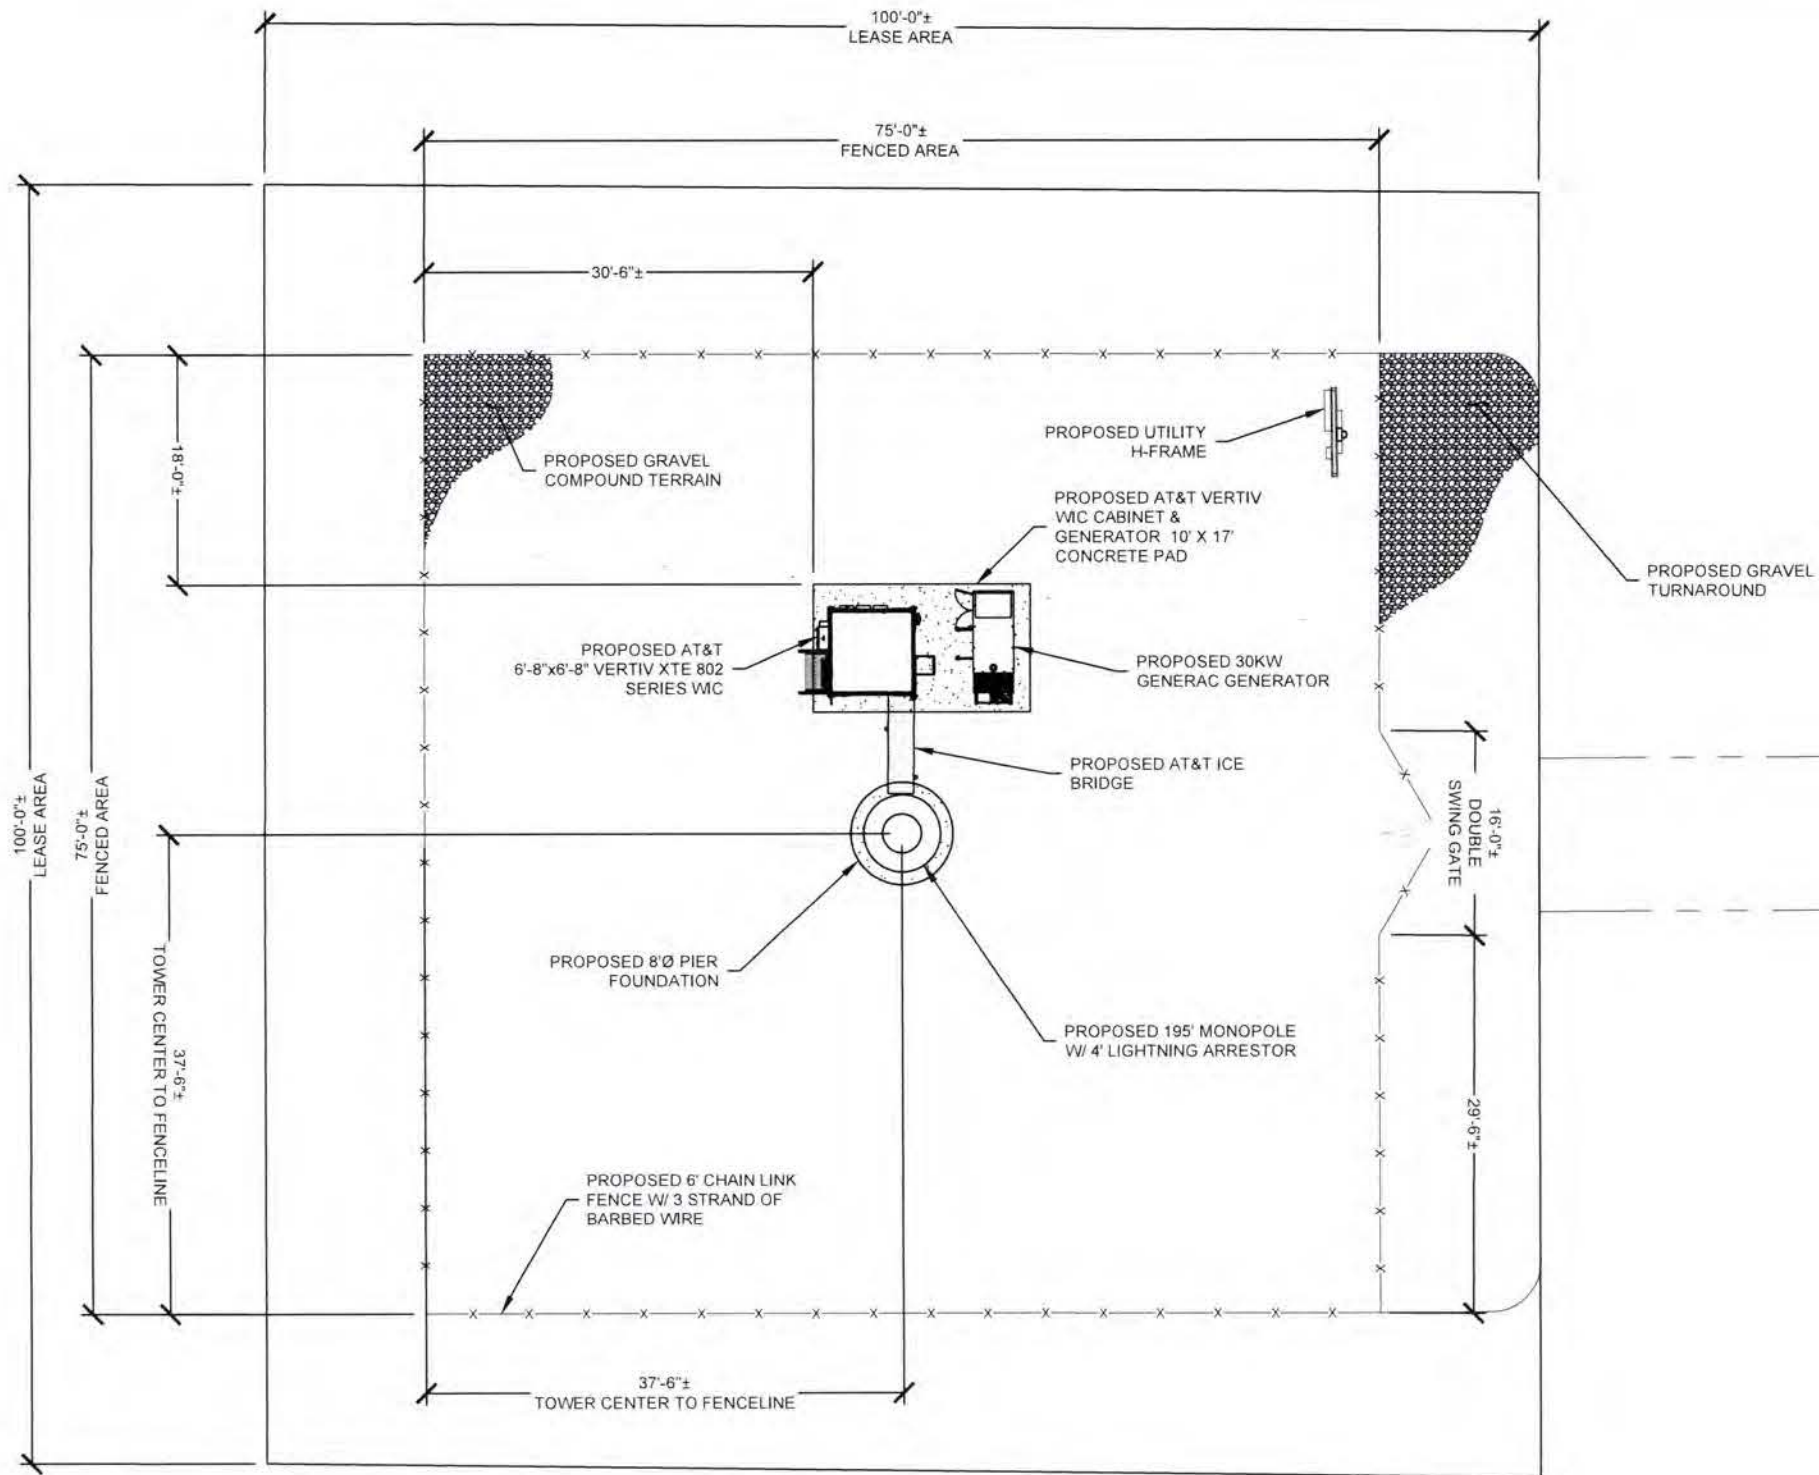 100'-0"±
LEASE AREA
75'-0"±
FENCED AREA
30'-6"±
18'-0"±
PROPOSED GRAVEL
COMPOUND TERRAIN
PROPOSED UTILITY
H-FRAME
PROPOSED AT&T VERTIV
WIC CABINET &
GENERATOR 10' X 17'
CONCRETE PAD
PROPOSED GRAVEL
TURNAROUND
PROPOSED AT&T
6'-8"x6'-8" VERTIV XTE 802
SERIES WIC
PROPOSED 30KW
GENERAC GENERATOR
PROPOSED AT&T ICE
BRIDGE
16'-0"±
DOUBLE
SWING GATE
100'-0"±
LEASE AREA
75'-0"±
FENCED AREA
37'-6"±
TOWER CENTER TO FENCELINE
PROPOSED 8'Ø PIER
FOUNDATION
PROPOSED 195' MONOPOLE
W/ 4' LIGHTNING ARRESTOR
29'-6"±
PROPOSED 6' CHAIN LINK
FENCE W/ 3 STRAND OF
BARBED WIRE
37'-6"±
TOWER CENTER TO FENCELINE